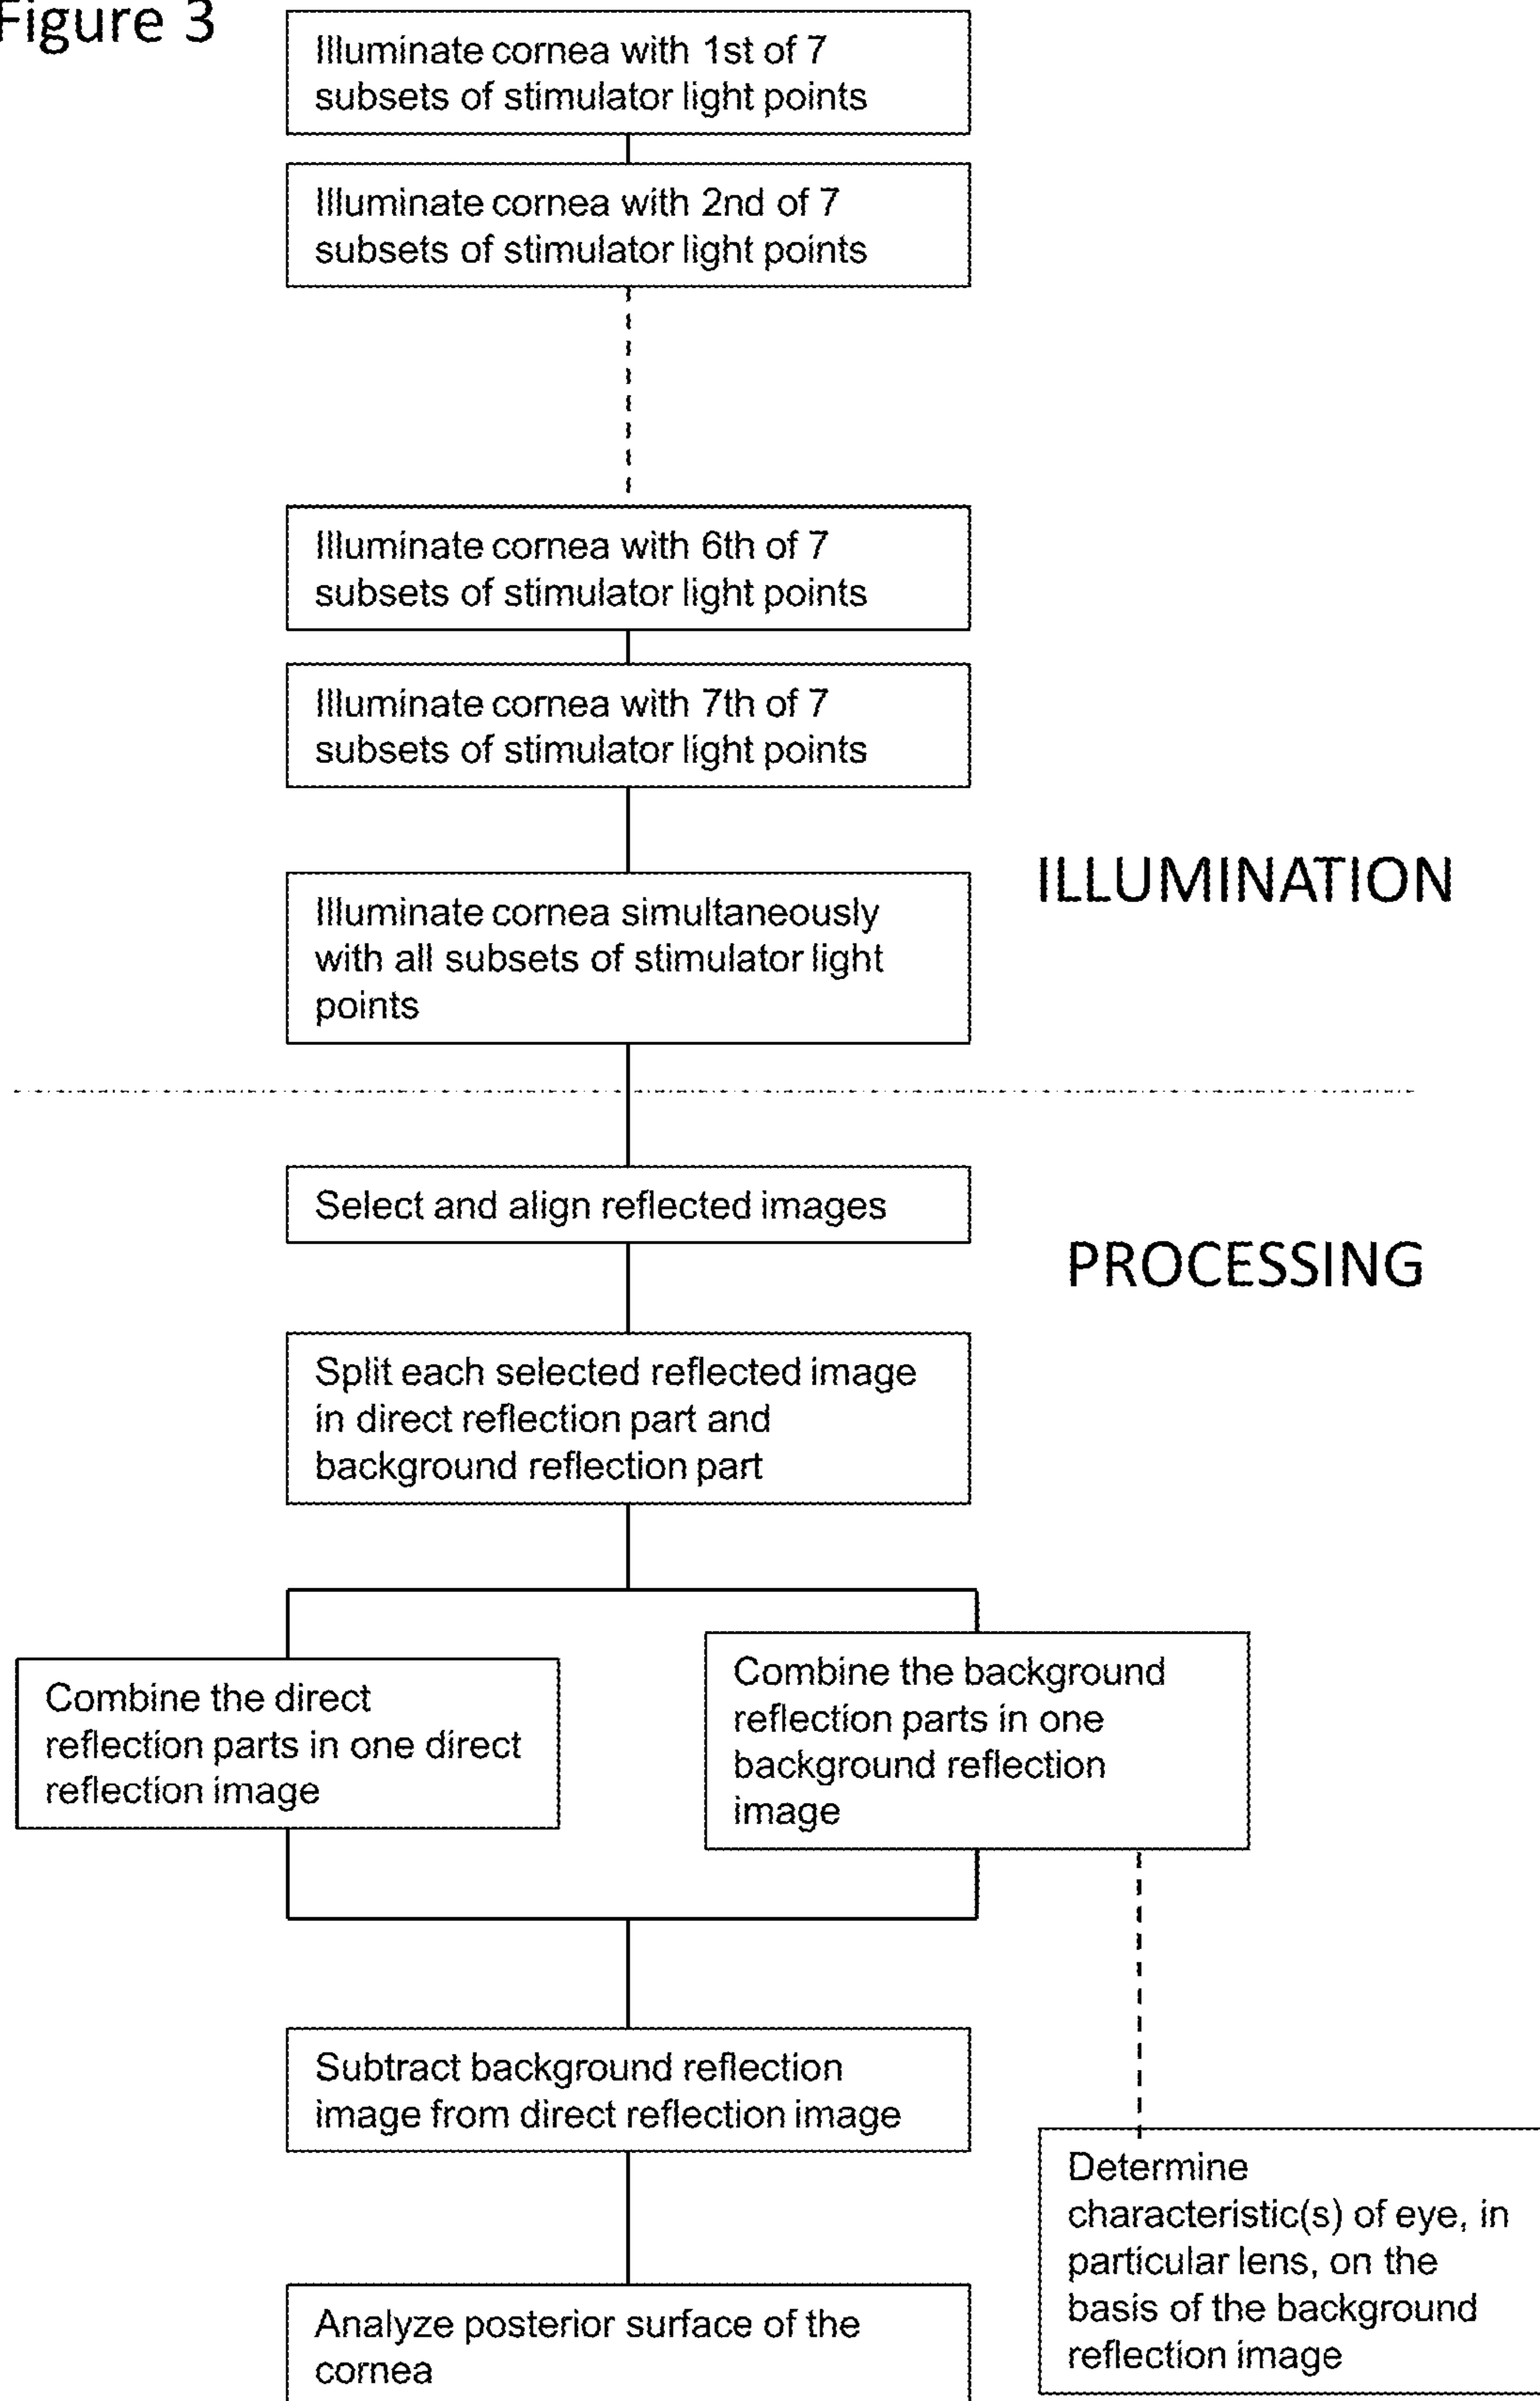 Figure 3
Illuminate cornea with 1st of 7
subsets of stimulator light points
Illuminate cornea with 2nd of 7
subsets of stimulator light points
Illuminate cornea with 6th of 7
subsets of stimulator light points
Illuminate cornea with 7th of 7
subsets of stimulator light points
ILLUMINATION
Illuminate cornea simultaneously
with all subsets of stimulator light
points
Select and align reflected images
PROCESSING
Split each selected reflected image
in direct reflection part and
background reflection part
Combine the direct
reflection parts in one direct
reflection image
Combine the background
reflection parts in one
background reflection
image
Subtract background reflection
image from direct reflection image
Determine
characteristic(s) of eye, in
particular lens, on the
basis of the background
reflection image
Analyze posterior surface of the
cornea